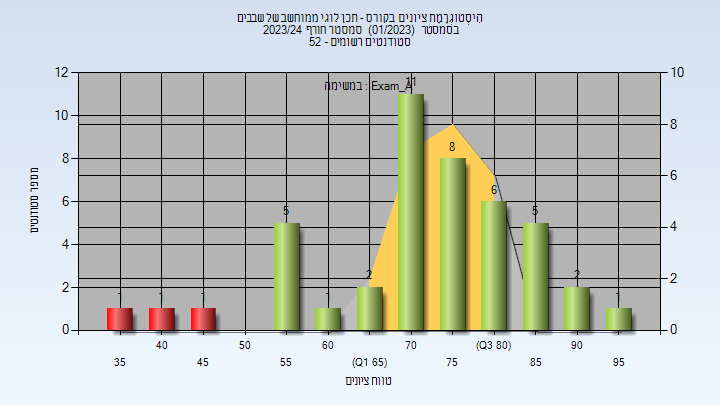 היסטוגרמת ציונים בקורס - תכן לוגי ממוחשב של שבבים
בסמסטר (01/2023) סמסטר חורף 2023/24
סטודנטים רשומים - 52
במשימה : Exam_A
מספר סטודנטים
12 10 8 6 4 2 0
10 8 6 4 2 0
1 1 1 5 1 2 11 8 6 5 2 1
40 50 60 70 (Q3 80) 90
35 45 55 (Q1 65) 75 85 95
טווח ציונים